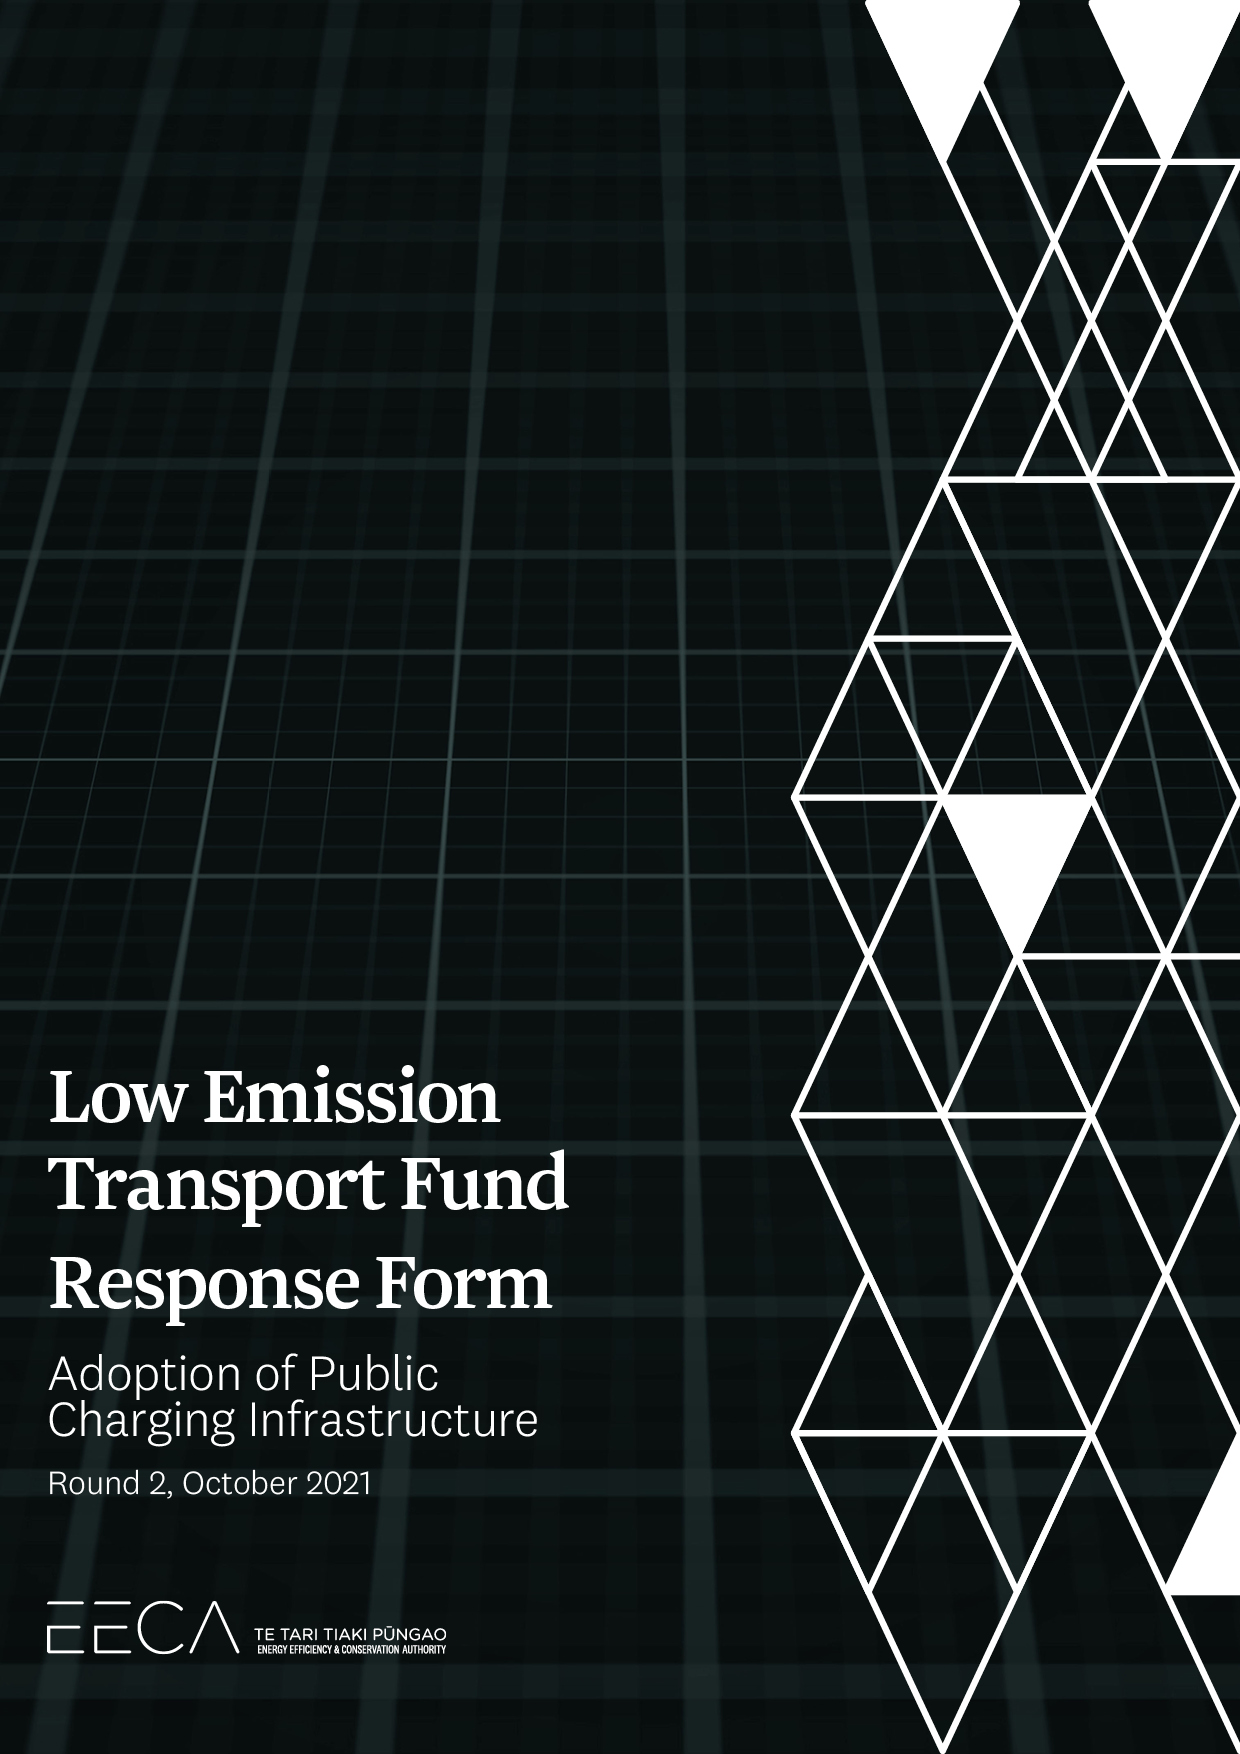 Low Emission
Transport Fund
Response Form
Adoption of Public
Charging Infrastructure
Round 2, October 2021
EECA
TE TARI TIAKI PŪNGAO
ENERGY EFFICIENCY & CONSERVATION AUTHORITY